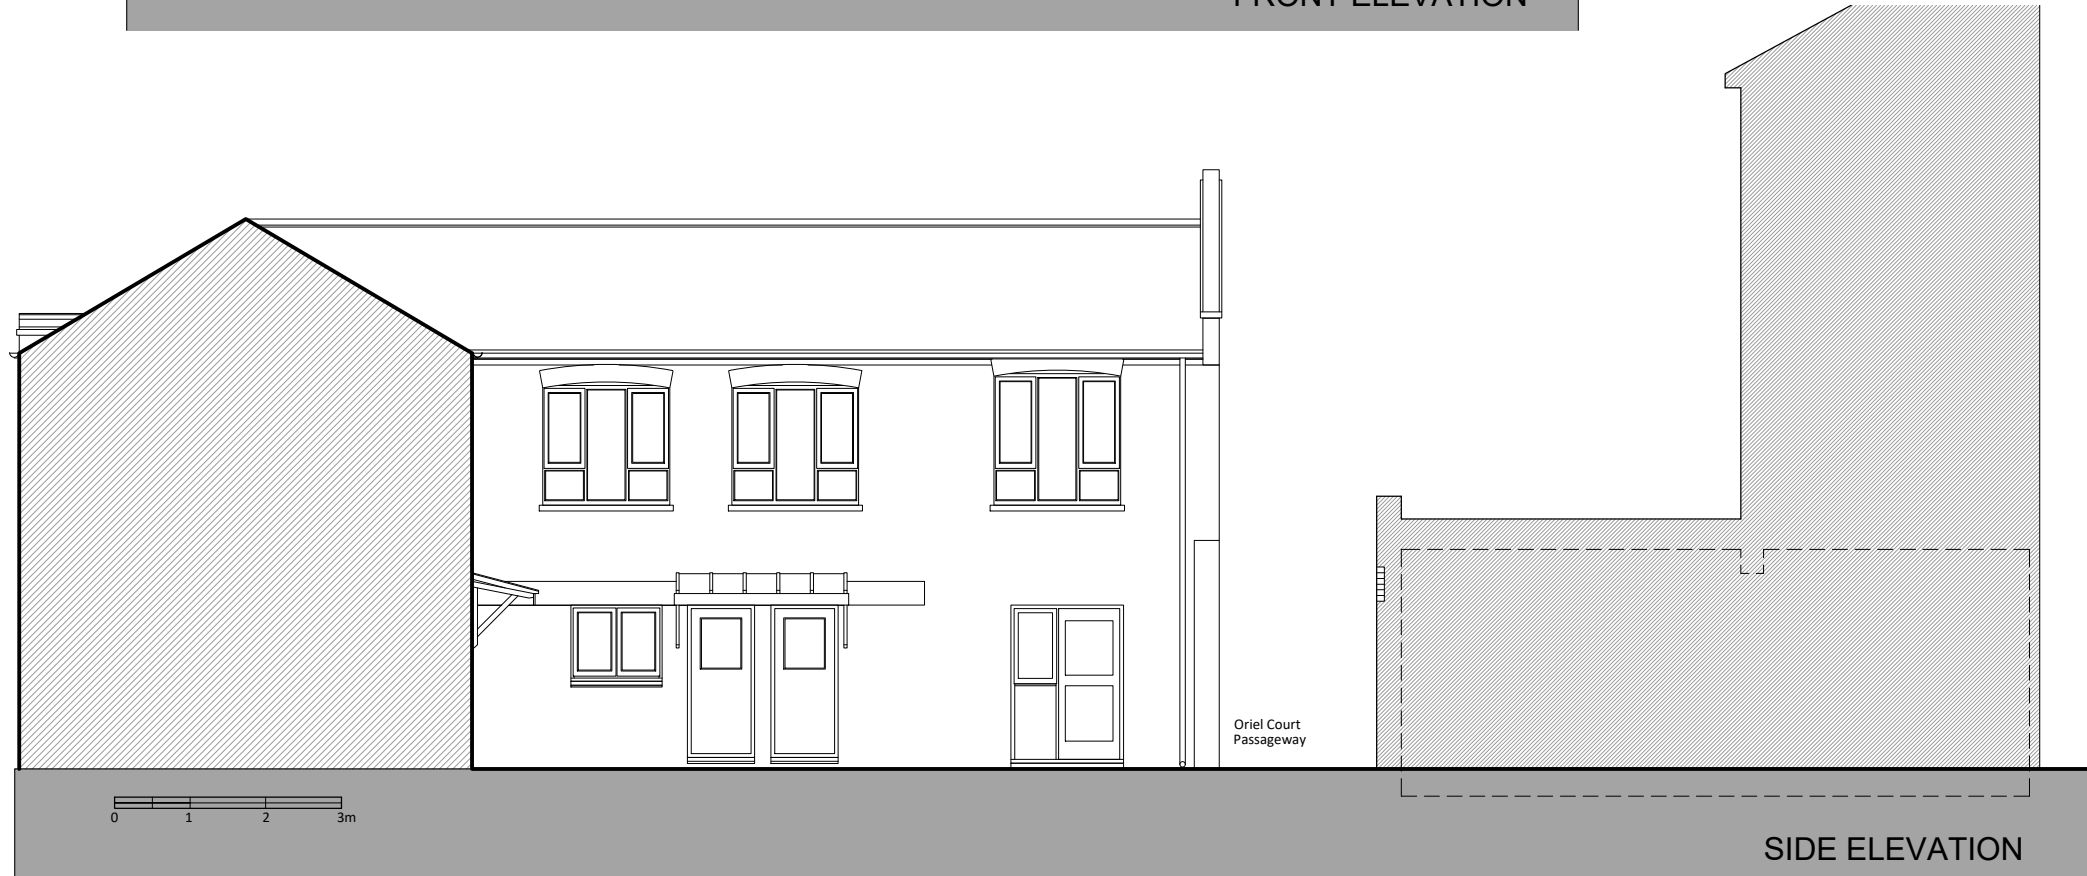 FRONT ELEVATION
Oriel Court
Passageway
0 1 2 3m
SIDE ELEVATION